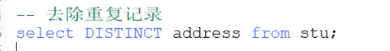 -- 去除重复记录
select DISTINCT address from stu;